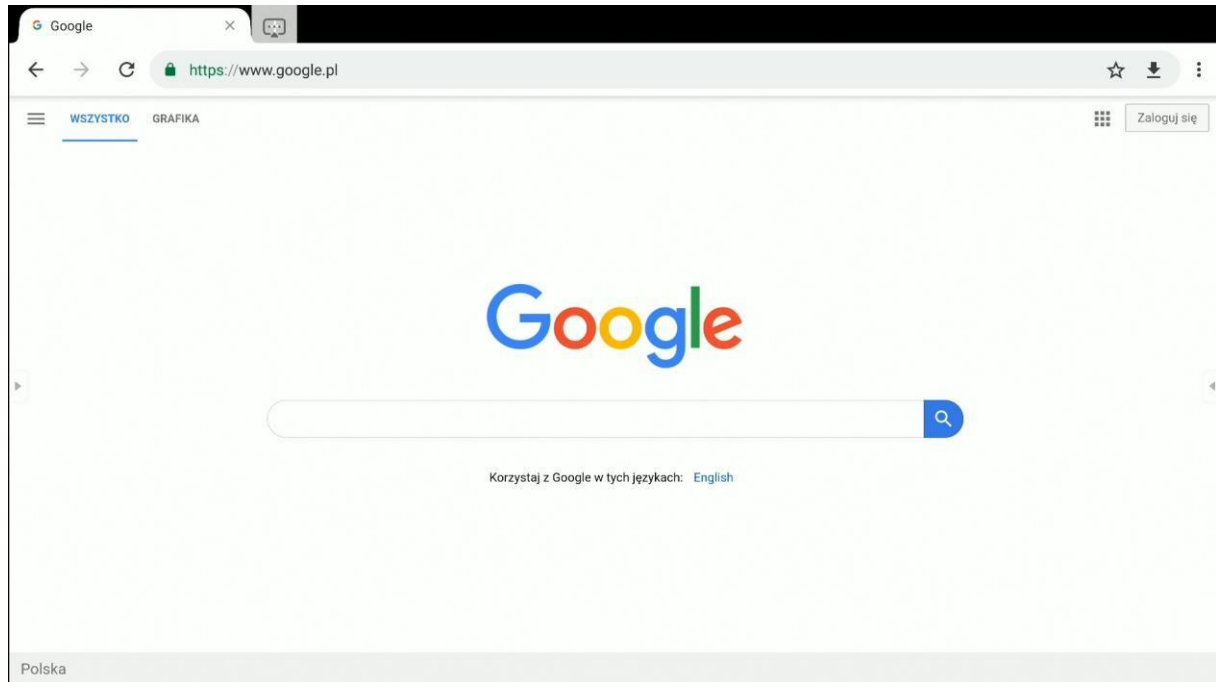 Google
https://www.google.pl
WSZYSTKO GRAFIKA
Zaloguj się
Google
Korzystaj z Google w tych językach: English
Polska